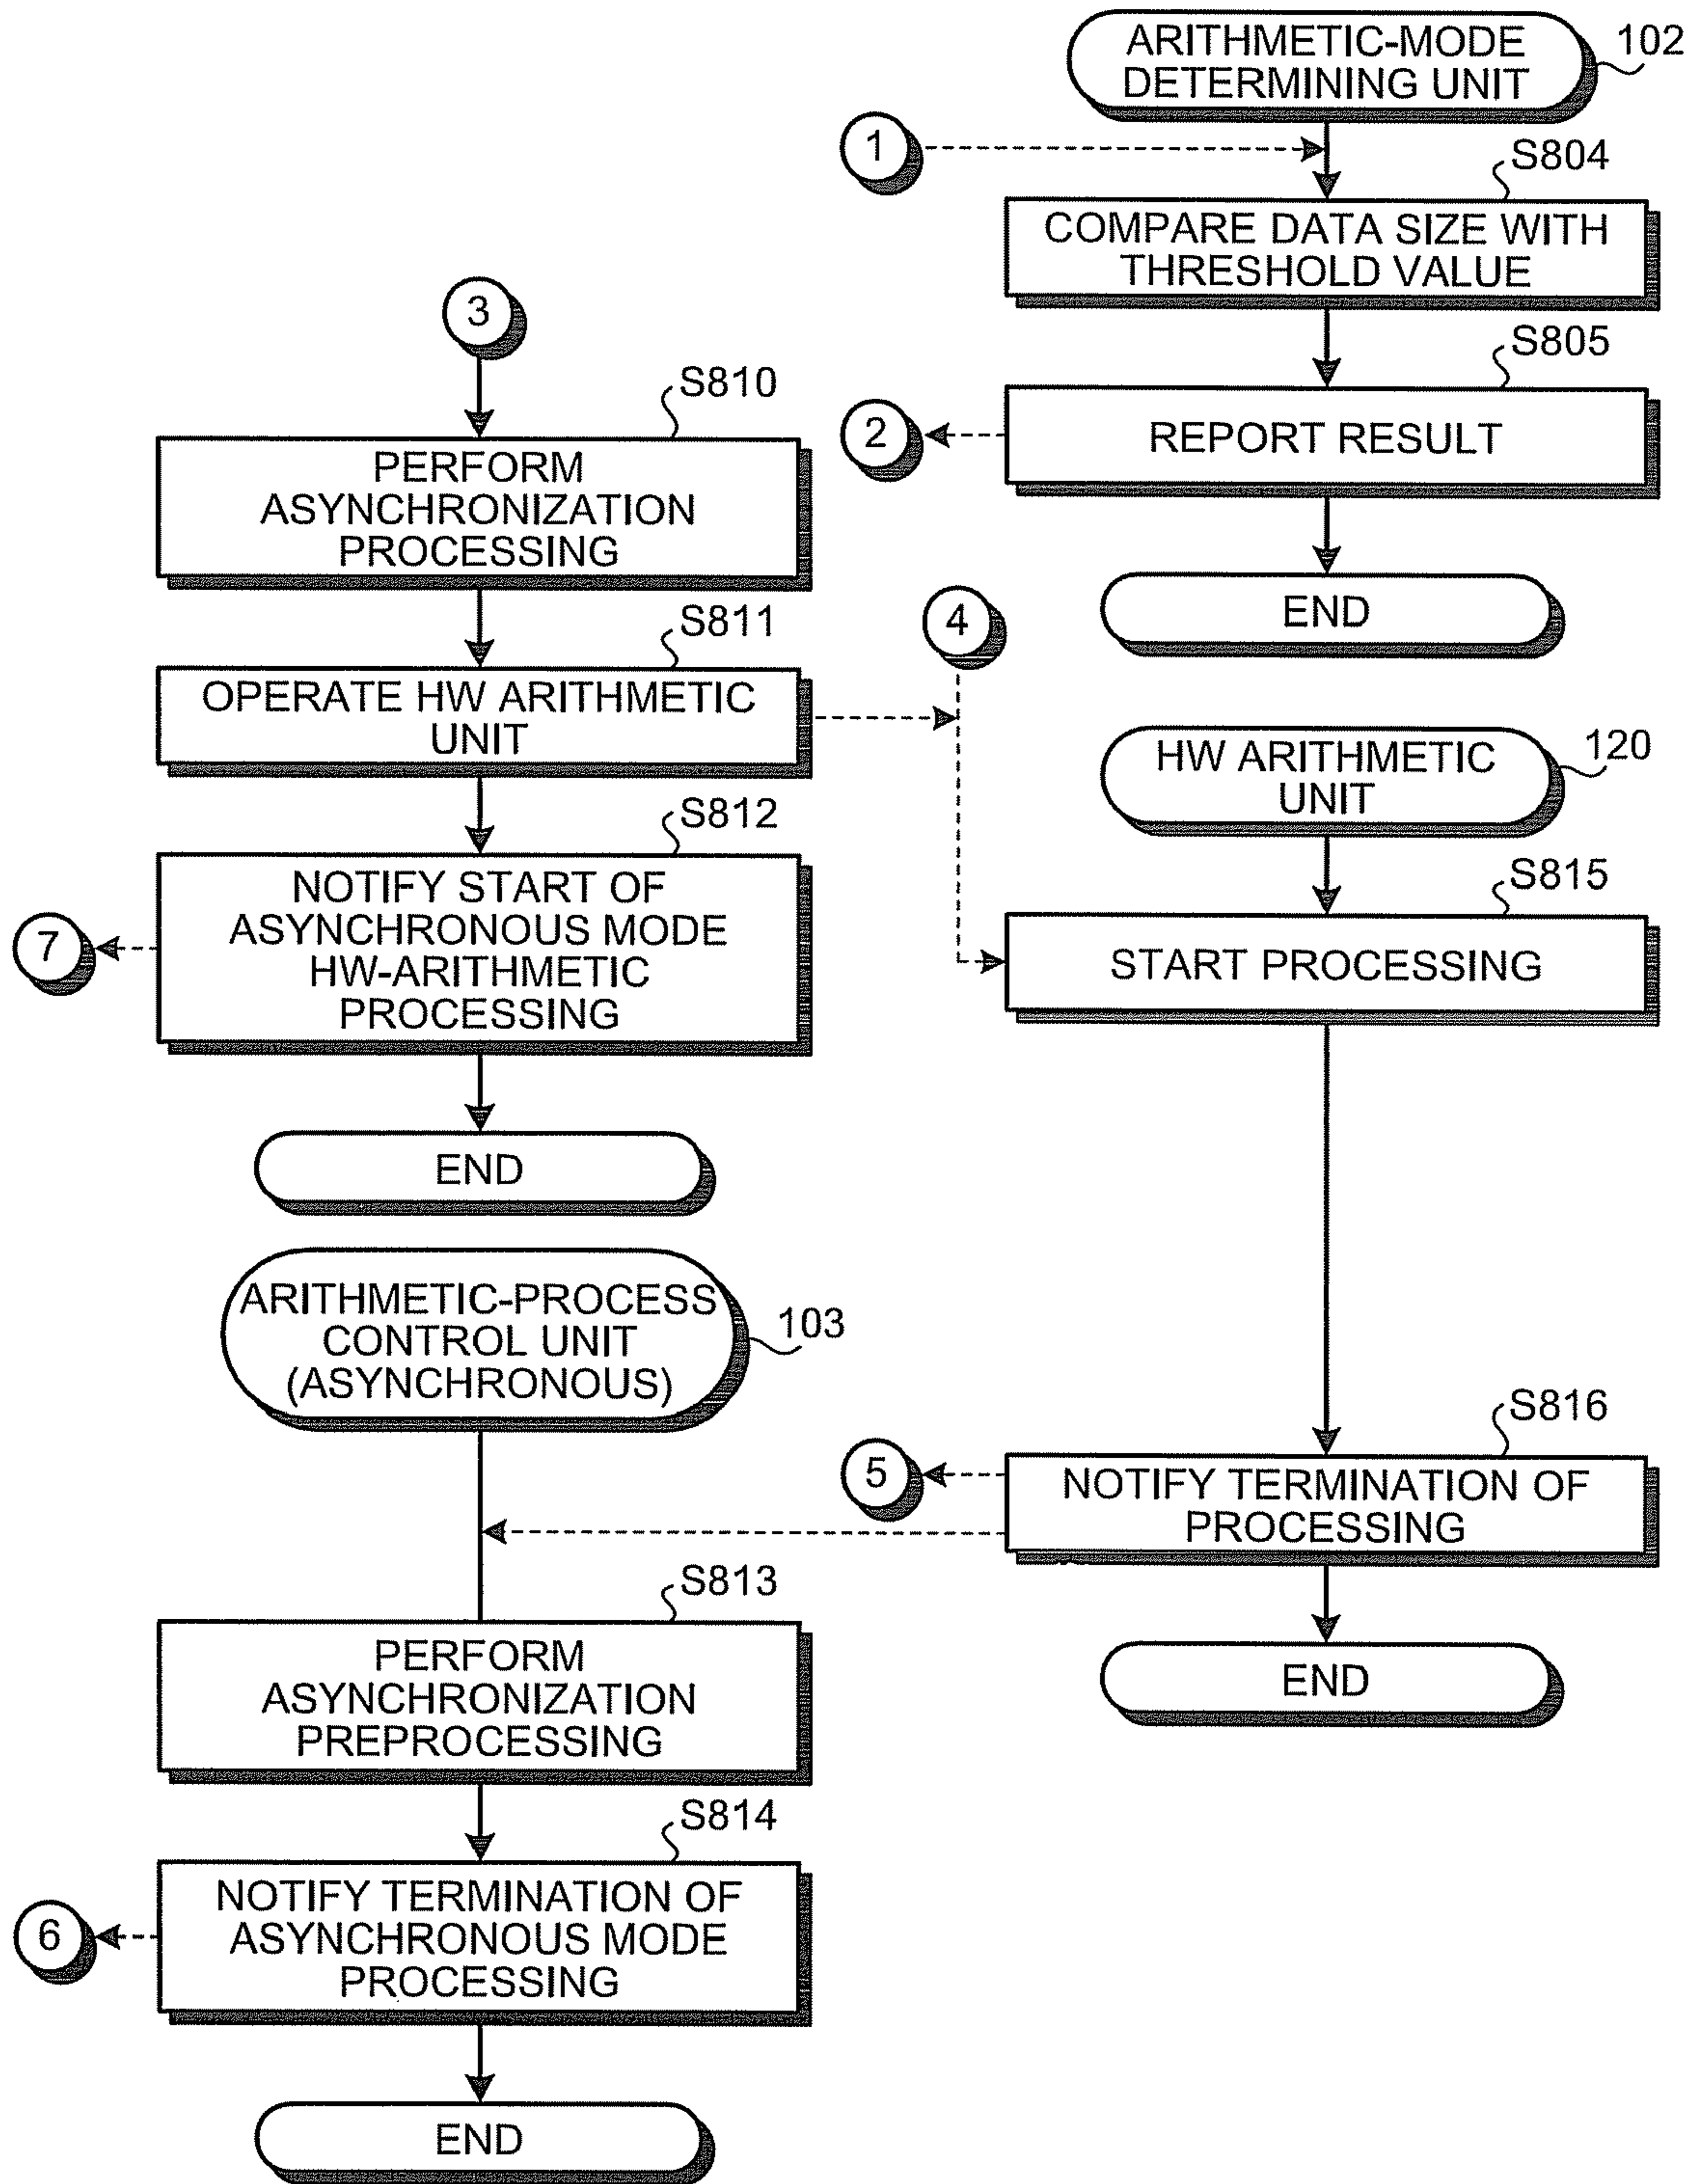 ARITHMETIC-MODE
DETERMINING UNIT
102
1
S804
COMPARE DATA SIZE WITH
THRESHOLD VALUE
S805
2
REPORT RESULT
END
3
S810
PERFORM
ASYNCHRONIZATION
PROCESSING
S811
4
OPERATE HW ARITHMETIC
UNIT
S812
7
NOTIFY START OF
ASYNCHRONOUS MODE
HW-ARITHMETIC
PROCESSING
END
HW ARITHMETIC
UNIT
120
S815
START PROCESSING
S816
5
NOTIFY TERMINATION OF
PROCESSING
END
ARITHMETIC-PROCESS
CONTROL UNIT
(ASYNCHRONOUS)
103
S813
PERFORM
ASYNCHRONIZATION
PREPROCESSING
S814
6
NOTIFY TERMINATION OF
ASYNCHRONOUS MODE
PROCESSING
END